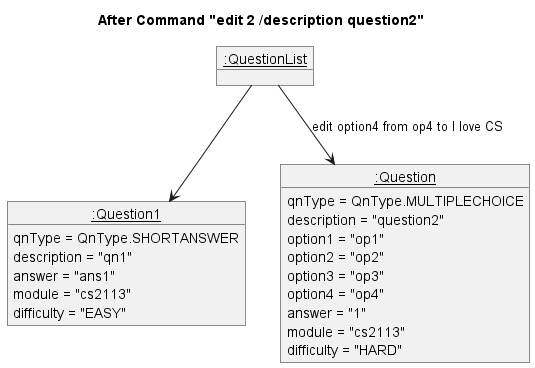 After Command "edit 2 /description question2"
:QuestionList
edit option4 from op4 to I love CS
:Question1
qnType = QnType.SHORTANSWER
description = "qn1"
answer = "ans1"
module = "cs2113"
difficulty = "EASY"
:Question
qnType = QnType.MULTIPLECHOICE
description = "question2"
option1 = "op1"
option2 = "op2"
option3 = "op3"
option4 = "op4"
answer = "1"
module = "cs2113"
difficulty = "HARD"